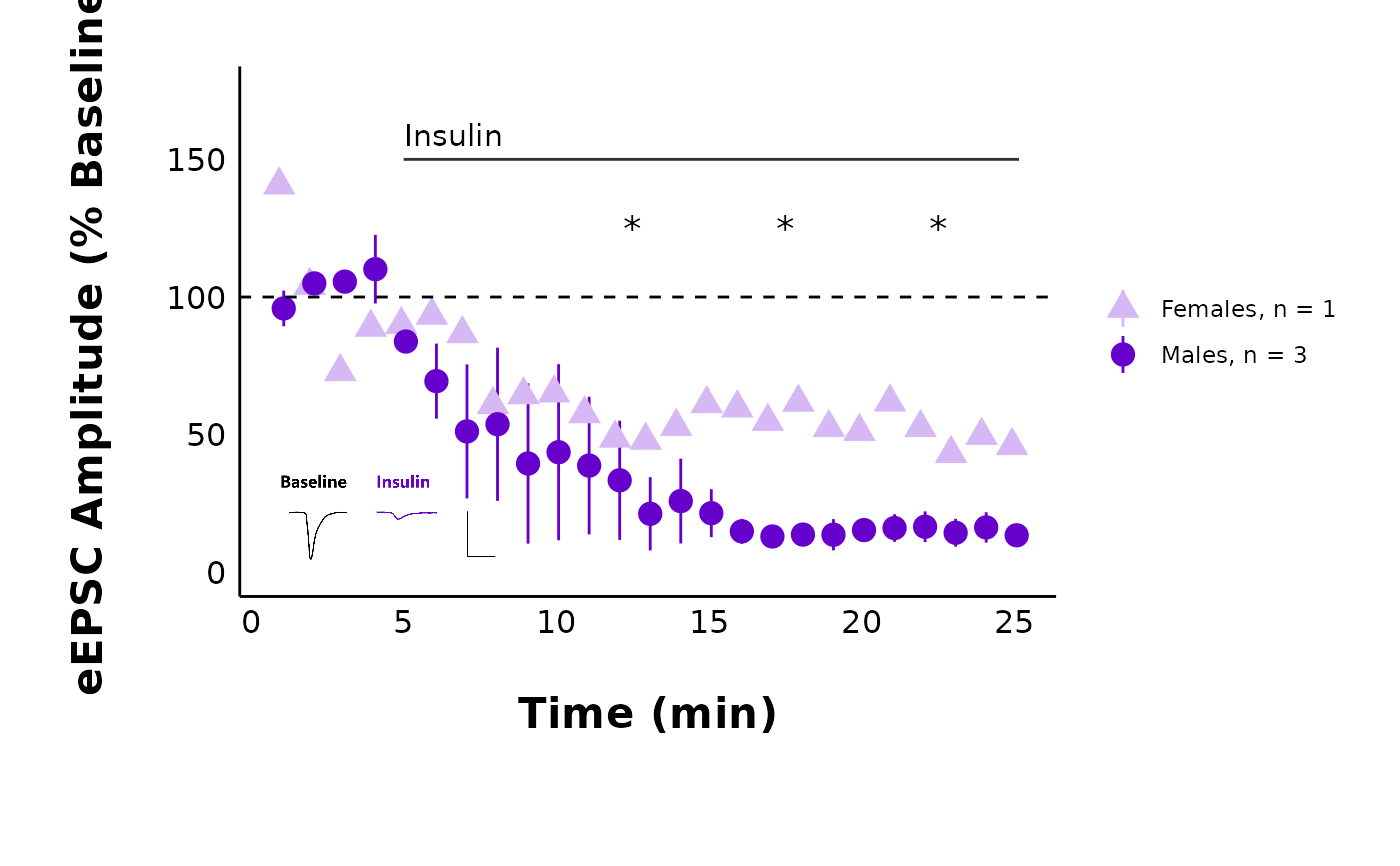 eEPSC Amplitude (% Baseline
Insulin
150
100
50
0
* * *
Baseline Insulin
0 5 10 15 20 25
Time (min)
Females, n = 1
Males, n = 3